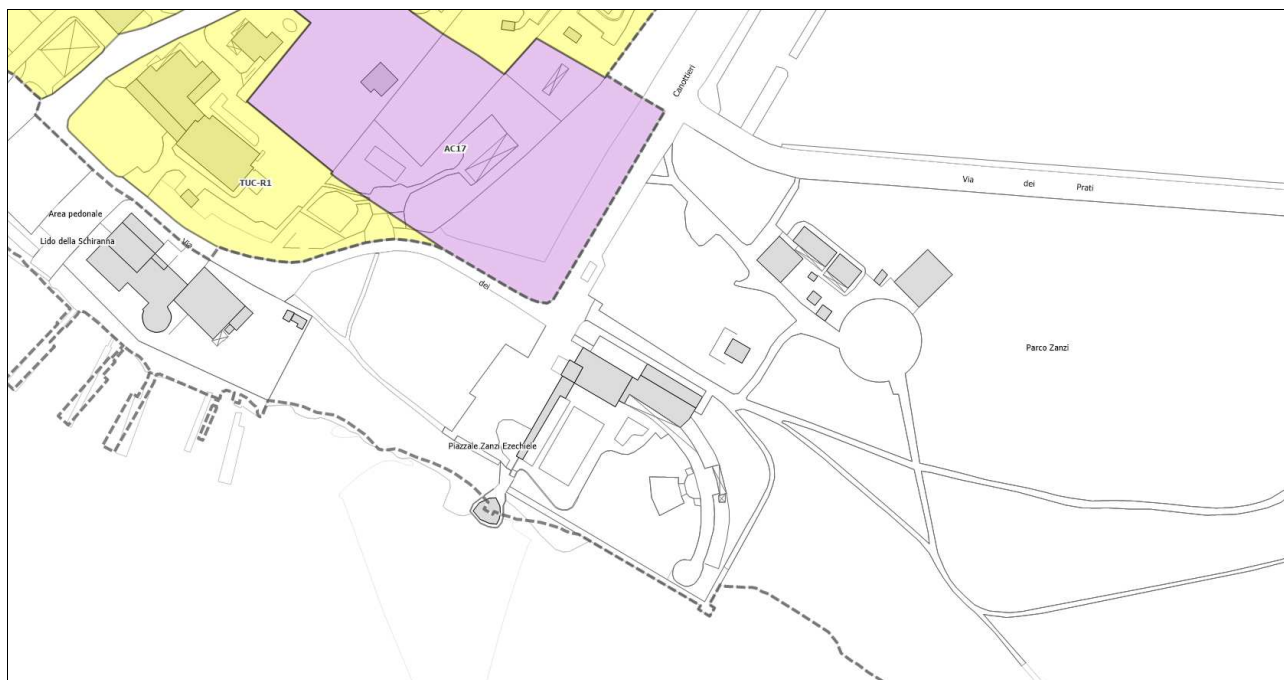 Canottieri
AC17
Via dei Prati
TUC-R1
Area pedonale
Lido della Schiranna
Via
dei
Parco Zanzi
Piazzale Zanzi Ezechiele